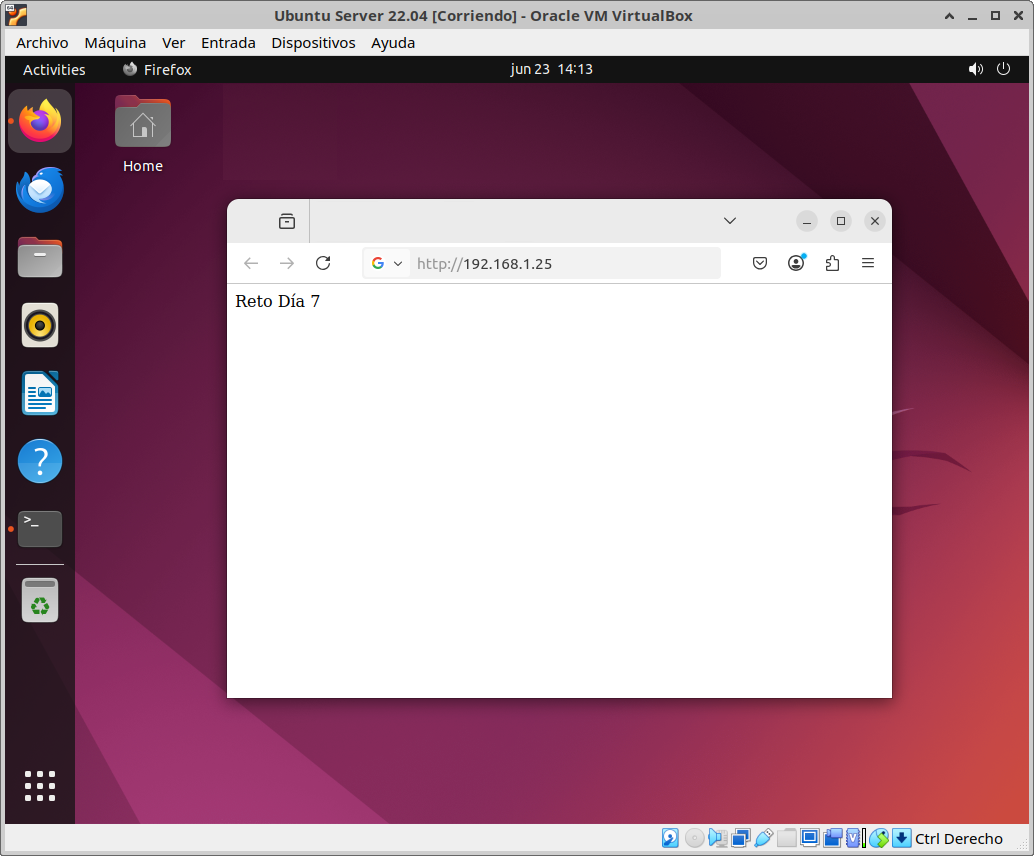 Ubuntu Server 22.04 [Corriendo] - Oracle VM VirtualBox
Archivo Máquina Ver Entrada Dispositivos Ayuda
Activities Firefox jun 23 14:13
Home
http://192.168.1.25
Reto Día 7
Ctrl Derecho